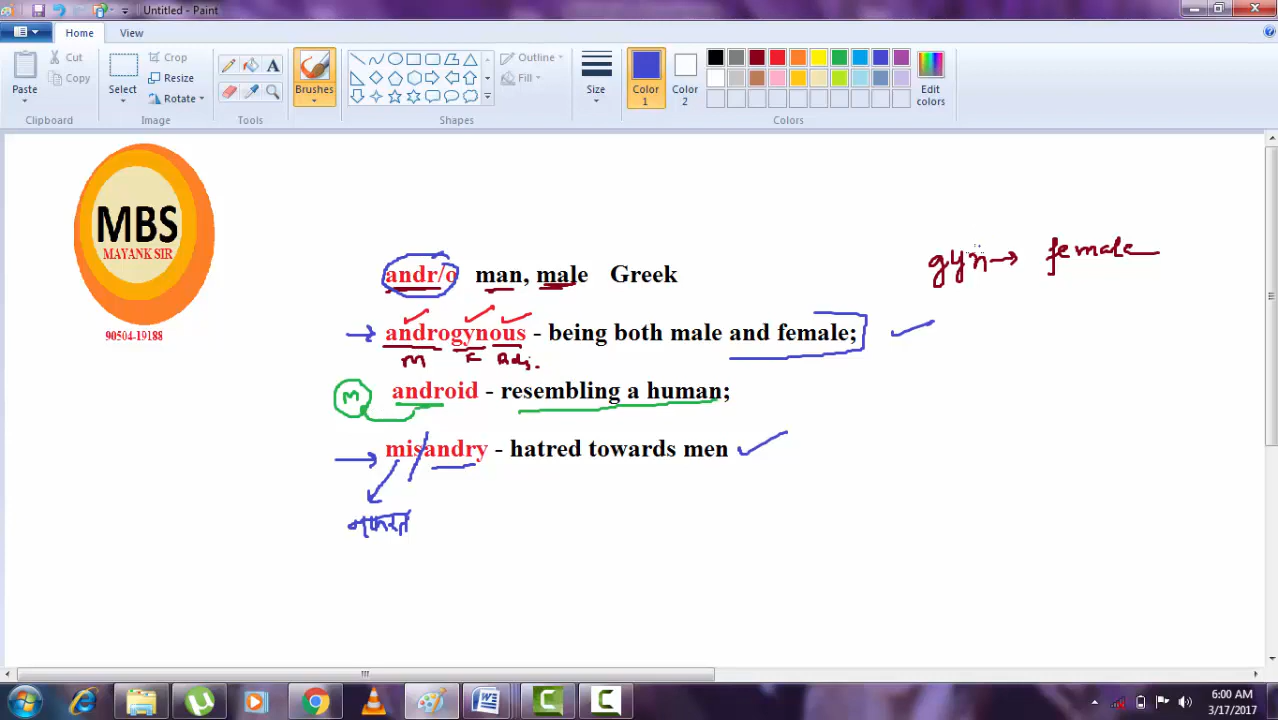 Untitled - Paint
Home
View
Paste
Cut
Copy
Clipboard
Select
Crop
Resize
Rotate
Image
Tools
Brushes
Shapes
Outline
Fill
Size
Color 1
Color 2
Edit colors
Colors
MBS
MAYANK SIR
90504-19188
andr/o man, male Greek
gyn → female
androgynous - being both male and female;
M F Adj.
M android - resembling a human;
misandry - hatred towards men
नफरत
W
C C
6:00 AM
3/17/2017